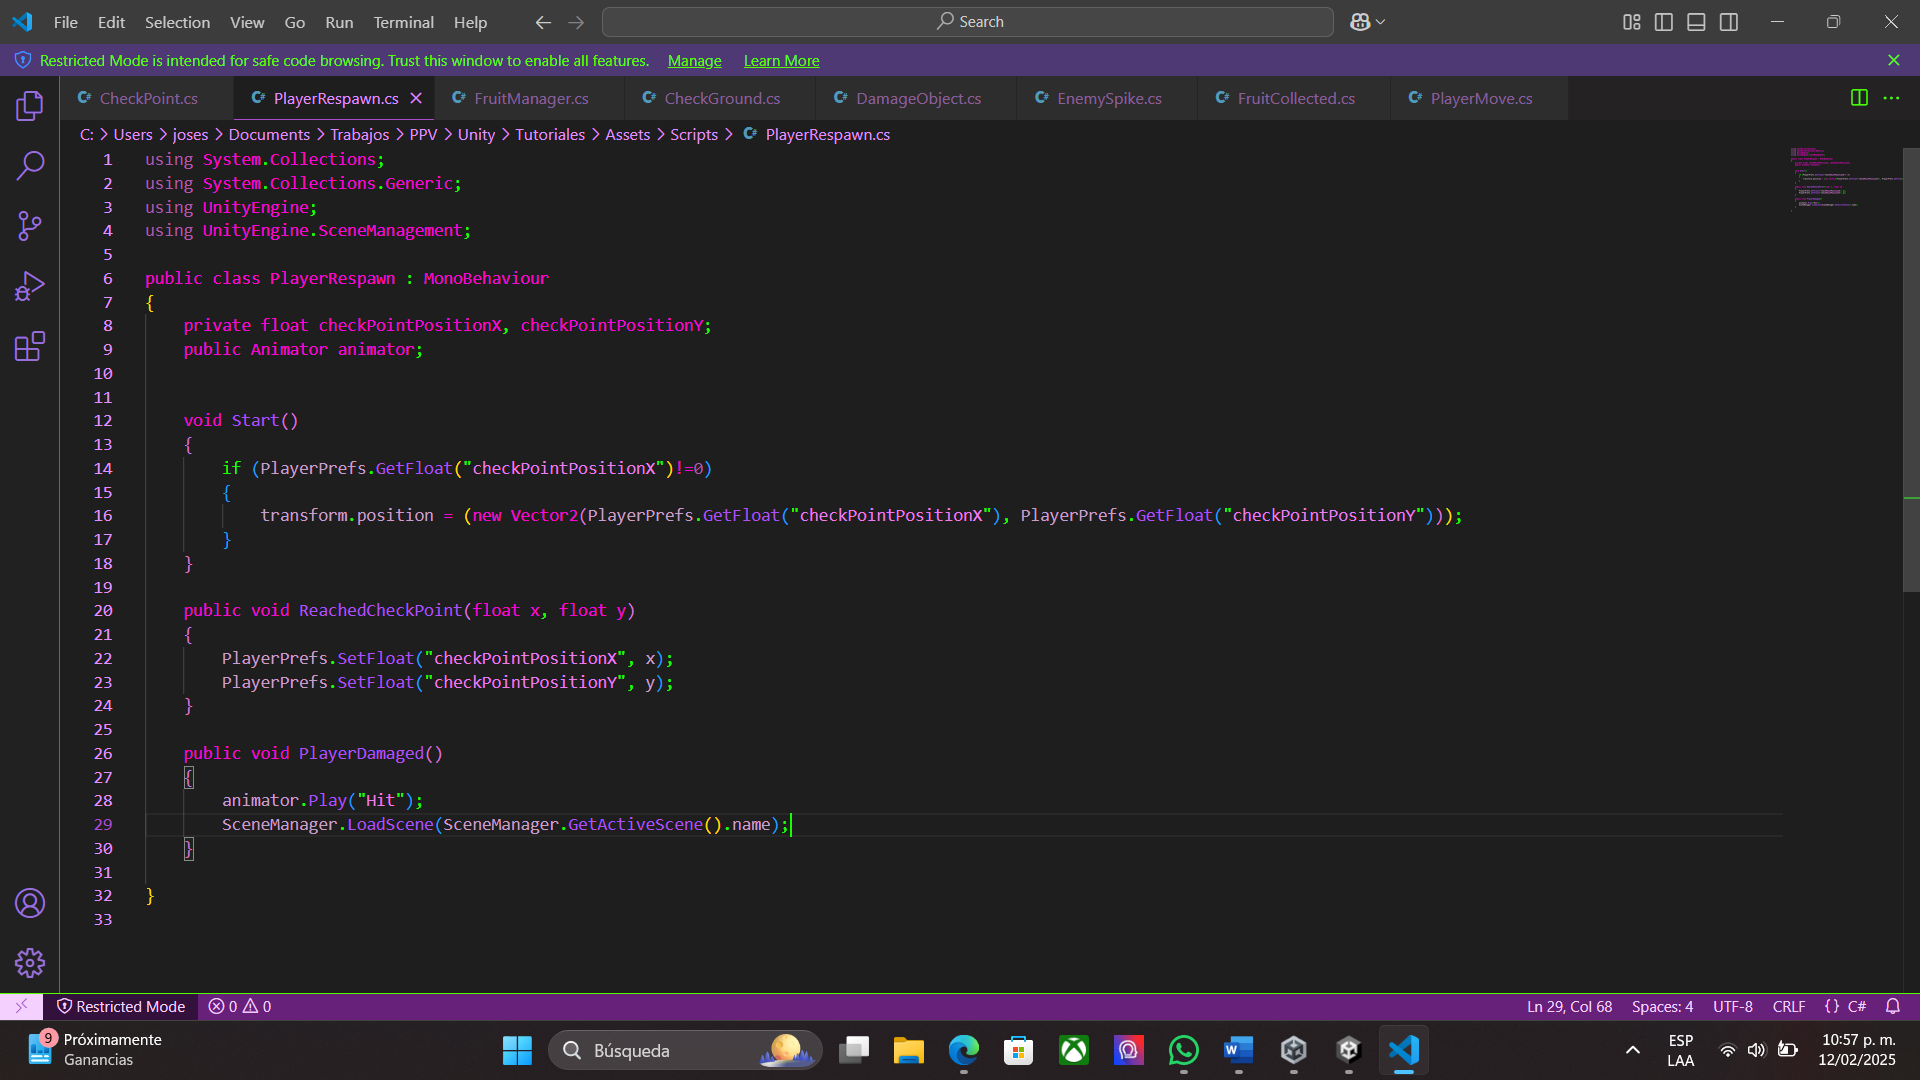 File Edit Selection View Go Run Terminal Help Search
Restricted Mode is intended for safe code browsing. Trust this window to enable all features. Manage Learn More
CheckPoint.cs PlayerRespawn.cs FruitManager.cs CheckGround.cs DamageObject.cs EnemySpike.cs FruitCollected.cs PlayerMove.cs
C: > Users > joses > Documents > Trabajos > PPV > Unity > Tutoriales > Assets > Scripts > PlayerRespawn.cs
1 using System.Collections;
2 using System.Collections.Generic;
3 using UnityEngine;
4 using UnityEngine.SceneManagement;
5
6 public class PlayerRespawn : MonoBehaviour
7 {
8 private float checkPointPositionX, checkPointPositionY;
9 public Animator animator;
10
11
12 void Start()
13 {
14 if (PlayerPrefs.GetFloat("checkPointPositionX")!=0)
15 {
16 transform.position = (new Vector2(PlayerPrefs.GetFloat("checkPointPositionX"), PlayerPrefs.GetFloat("checkPointPositionY")));
17 }
18 }
19
20 public void ReachedCheckPoint(float x, float y)
21 {
22 PlayerPrefs.SetFloat("checkPointPositionX", x);
23 PlayerPrefs.SetFloat("checkPointPositionY", y);
24 }
25
26 public void PlayerDamaged()
27 {
28 animator.Play("Hit");
29 SceneManager.LoadScene(SceneManager.GetActiveScene().name);
30 }
31
32 }
33
Restricted Mode 0 0 Ln 29, Col 68 Spaces: 4 UTF-8 CRLF {} C#
9 Próximamente
Ganancias
Búsqueda
ESP
LAA
10:57 p. m.
12/02/2025